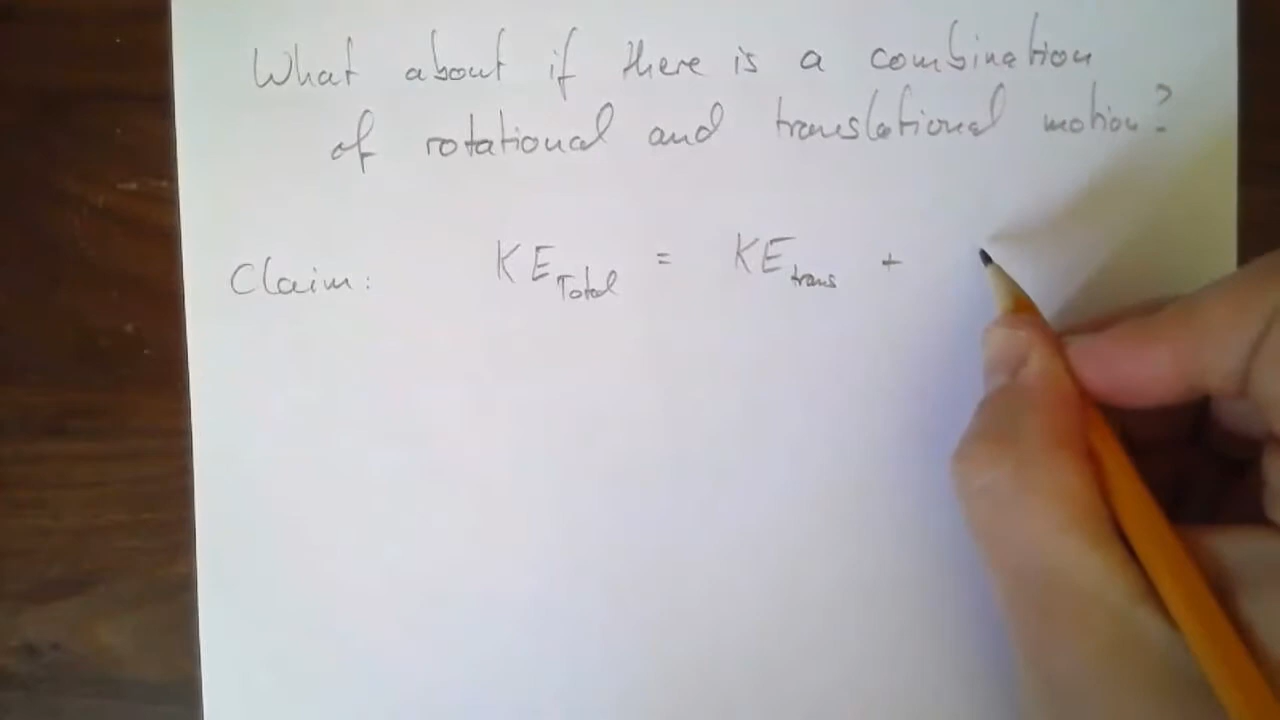 What about if there is a combination
of rotational and translational motion?
Claim: KE_Total = KE_trans +